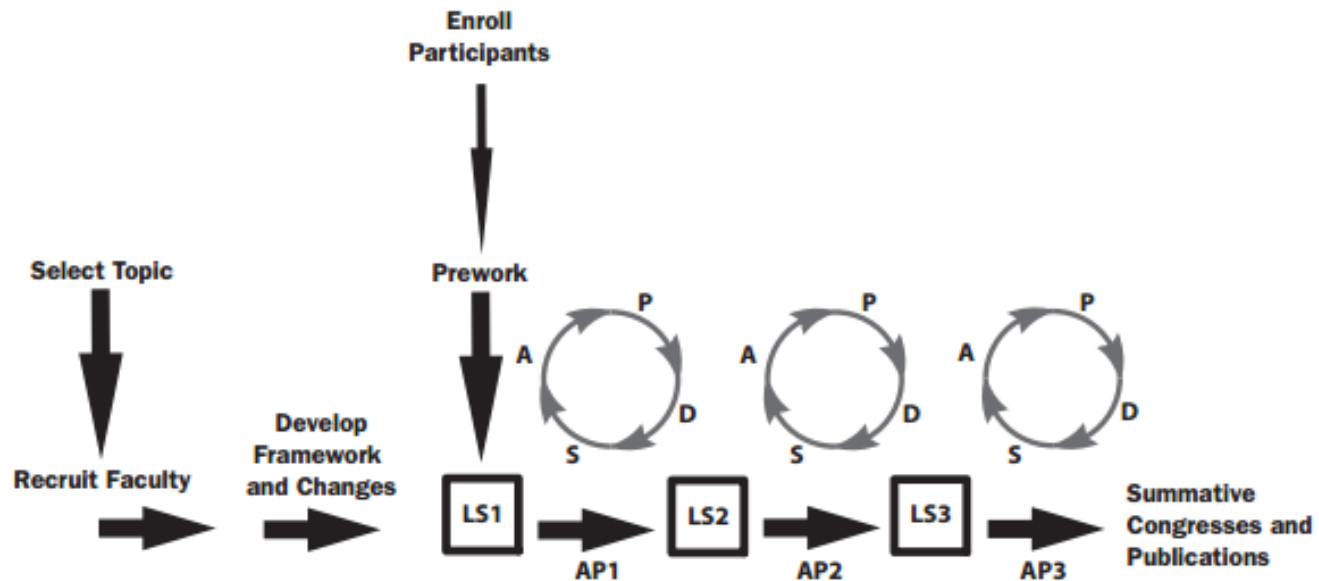 Enroll
Participants
Select Topic
Prework
P
P
P
A
A
A
D
D
D
S
S
S
Develop
Framework
and Changes
Recruit Faculty
LS1
LS2
LS3
Summative
Congresses and
Publications
AP1
AP2
AP3